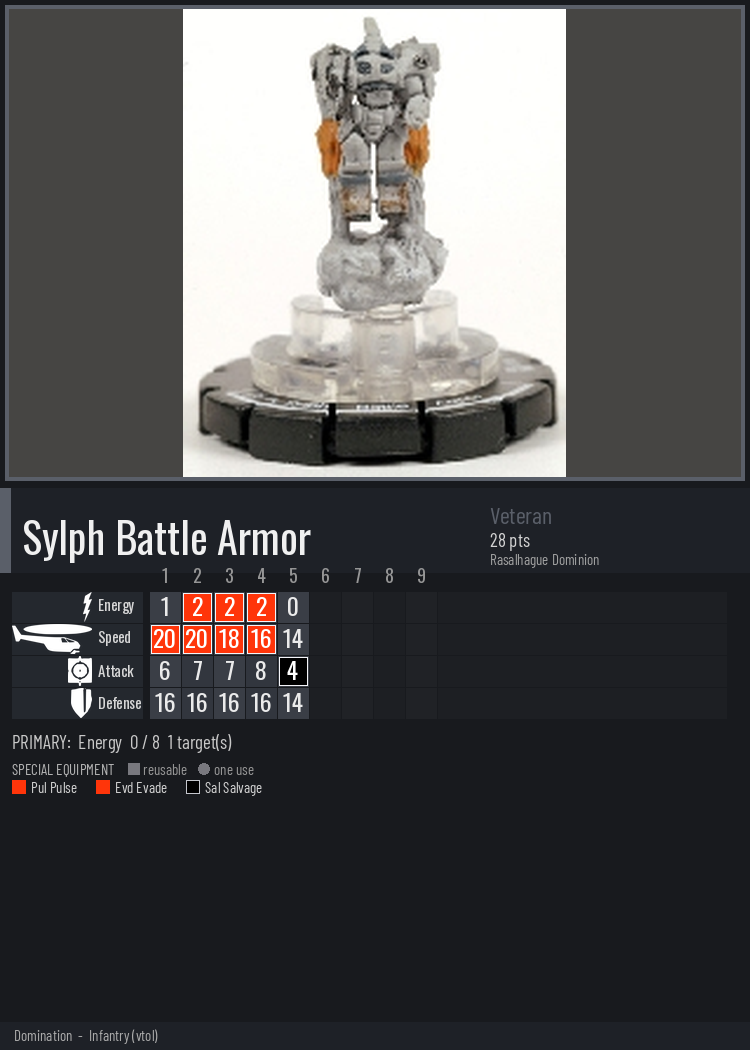 Sylph Battle Armor
Veteran
28 pts
Rasalhague Dominion
1 2 3 4 5 6 7 8 9
Energy 1 2 2 2 0
Speed 20 20 18 16 14
Attack 6 7 7 8 4
Defense 16 16 16 16 14
PRIMARY: Energy 0 / 8 1 target(s)
SPECIAL EQUIPMENT reusable one use
Pul Pulse Evd Evade Sal Salvage
Domination - Infantry (vtol)